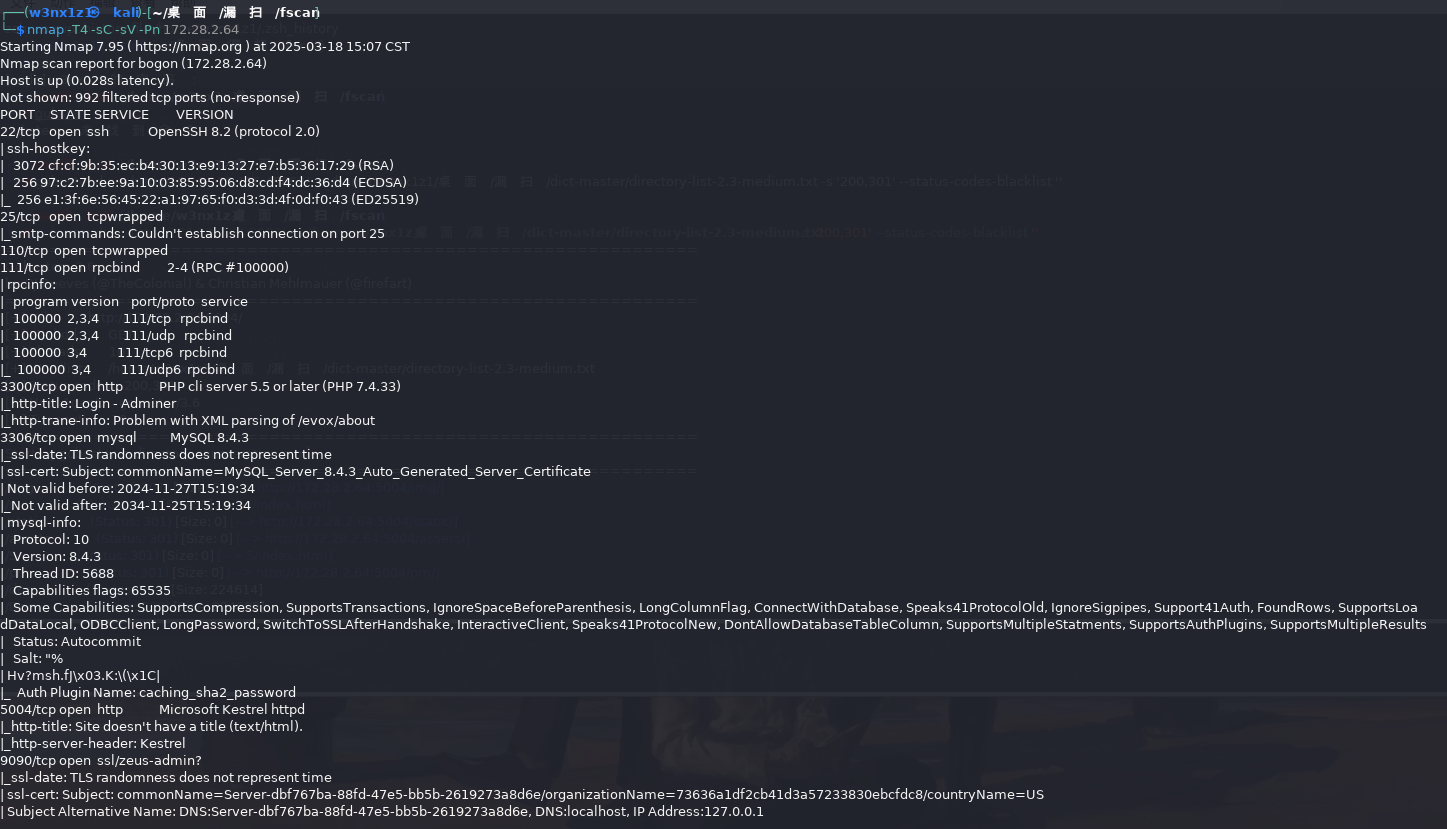 ┌──(w3nx1z1㉿kali)-[~/桌面/漏扫/fscan]
└─$ nmap -T4 -sC -sV -Pn 172.28.2.64
Starting Nmap 7.95 ( https://nmap.org ) at 2025-03-18 15:07 CST
Nmap scan report for bogon (172.28.2.64)
Host is up (0.028s latency).
Not shown: 992 filtered tcp ports (no-response)
PORT STATE SERVICE VERSION
22/tcp open ssh OpenSSH 8.2 (protocol 2.0)
| ssh-hostkey:
| 3072 cf:cf:9b:35:ec:b4:30:13:e9:13:27:e7:b5:36:17:29 (RSA)
| 256 97:c2:7b:ee:9a:10:03:85:95:06:d8:cd:f4:dc:36:d4 (ECDSA)
|_ 256 e1:3f:6e:56:45:22:a1:97:65:f0:d3:3d:4f:0d:f0:43 (ED25519)
25/tcp open tcpwrapped
|_smtp-commands: Couldn't establish connection on port 25
110/tcp open tcpwrapped
111/tcp open rpcbind 2-4 (RPC #100000)
| rpcinfo:
| program version port/proto service
| 100000 2,3,4 111/tcp rpcbind
| 100000 2,3,4 111/udp rpcbind
| 100000 3,4 111/tcp6 rpcbind
|_ 100000 3,4 111/udp6 rpcbind
3300/tcp open http PHP cli server 5.5 or later (PHP 7.4.33)
|_http-title: Login - Adminer
|_http-trane-info: Problem with XML parsing of /evox/about
3306/tcp open mysql MySQL 8.4.3
|_ssl-date: TLS randomness does not represent time
| ssl-cert: Subject: commonName=MySQL_Server_8.4.3_Auto_Generated_Server_Certificate
| Not valid before: 2024-11-27T15:19:34
|_Not valid after: 2034-11-25T15:19:34
| mysql-info:
| Protocol: 10
| Version: 8.4.3
| Thread ID: 5688
| Capabilities flags: 65535
| Some Capabilities: SupportsCompression, SupportsTransactions, IgnoreSpaceBeforeParenthesis, LongColumnFlag, ConnectWithDatabase, Speaks41ProtocolOld, IgnoreSigpipes, Support41Auth, FoundRows, SupportsLoa
dDataLocal, ODBCClient, LongPassword, SwitchToSSLAfterHandshake, InteractiveClient, Speaks41ProtocolNew, DontAllowDatabaseTableColumn, SupportsMultipleStatments, SupportsAuthPlugins, SupportsMultipleResults
| Status: Autocommit
| Salt: "%
| Hv?msh.fJ\x03.K:\(\x1C|
|_ Auth Plugin Name: caching_sha2_password
5004/tcp open http Microsoft Kestrel httpd
|_http-title: Site doesn't have a title (text/html).
|_http-server-header: Kestrel
9090/tcp open ssl/zeus-admin?
|_ssl-date: TLS randomness does not represent time
| ssl-cert: Subject: commonName=Server-dbf767ba-88fd-47e5-bb5b-2619273a8d6e/organizationName=73636a1df2cb41d3a57233830ebcfdc8/countryName=US
| Subject Alternative Name: DNS:Server-dbf767ba-88fd-47e5-bb5b-2619273a8d6e, DNS:localhost, IP Address:127.0.0.1